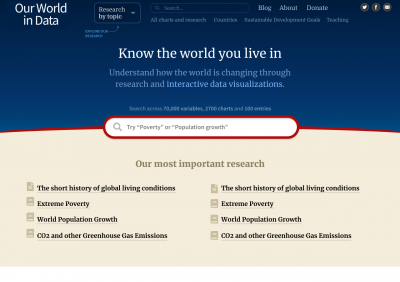 Our World
in Data
Research
by topic
EXPLORE OUR
RESEARCH
Search...
Blog
About
Donate
All charts and research
Countries
Sustainable Development Goals
Teaching
Know the world you live in
Understand how the world is changing through
research and interactive data visualizations.
Search across 70,000 variables, 2700 charts and 100 entries
Try “Poverty” or “Population growth”
Our most important research
The short history of global living conditions
Extreme Poverty
World Population Growth
CO2 and other Greenhouse Gas Emissions
The short history of global living conditions
Extreme Poverty
World Population Growth
CO2 and other Greenhouse Gas Emissions